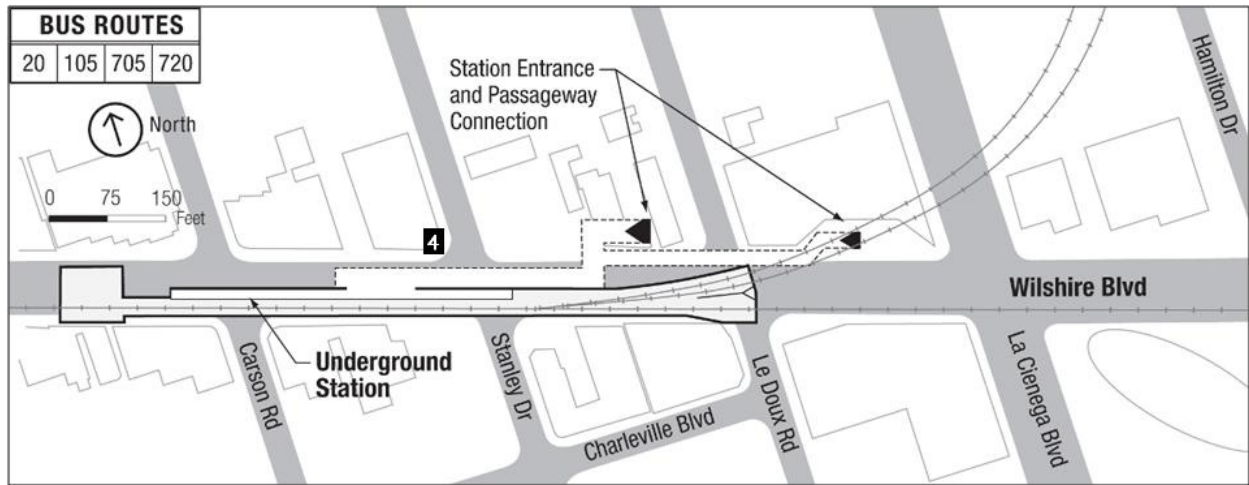 BUS ROUTES
20 105 705 720
North
0 75 150
Feet
Station Entrance
and Passageway
Connection
Hamilton Dr
4
Wilshire Blvd
Underground
Station
Carson Rd
Stanley Dr
Charleville Blvd
Le Doux Rd
La Cienega Blvd